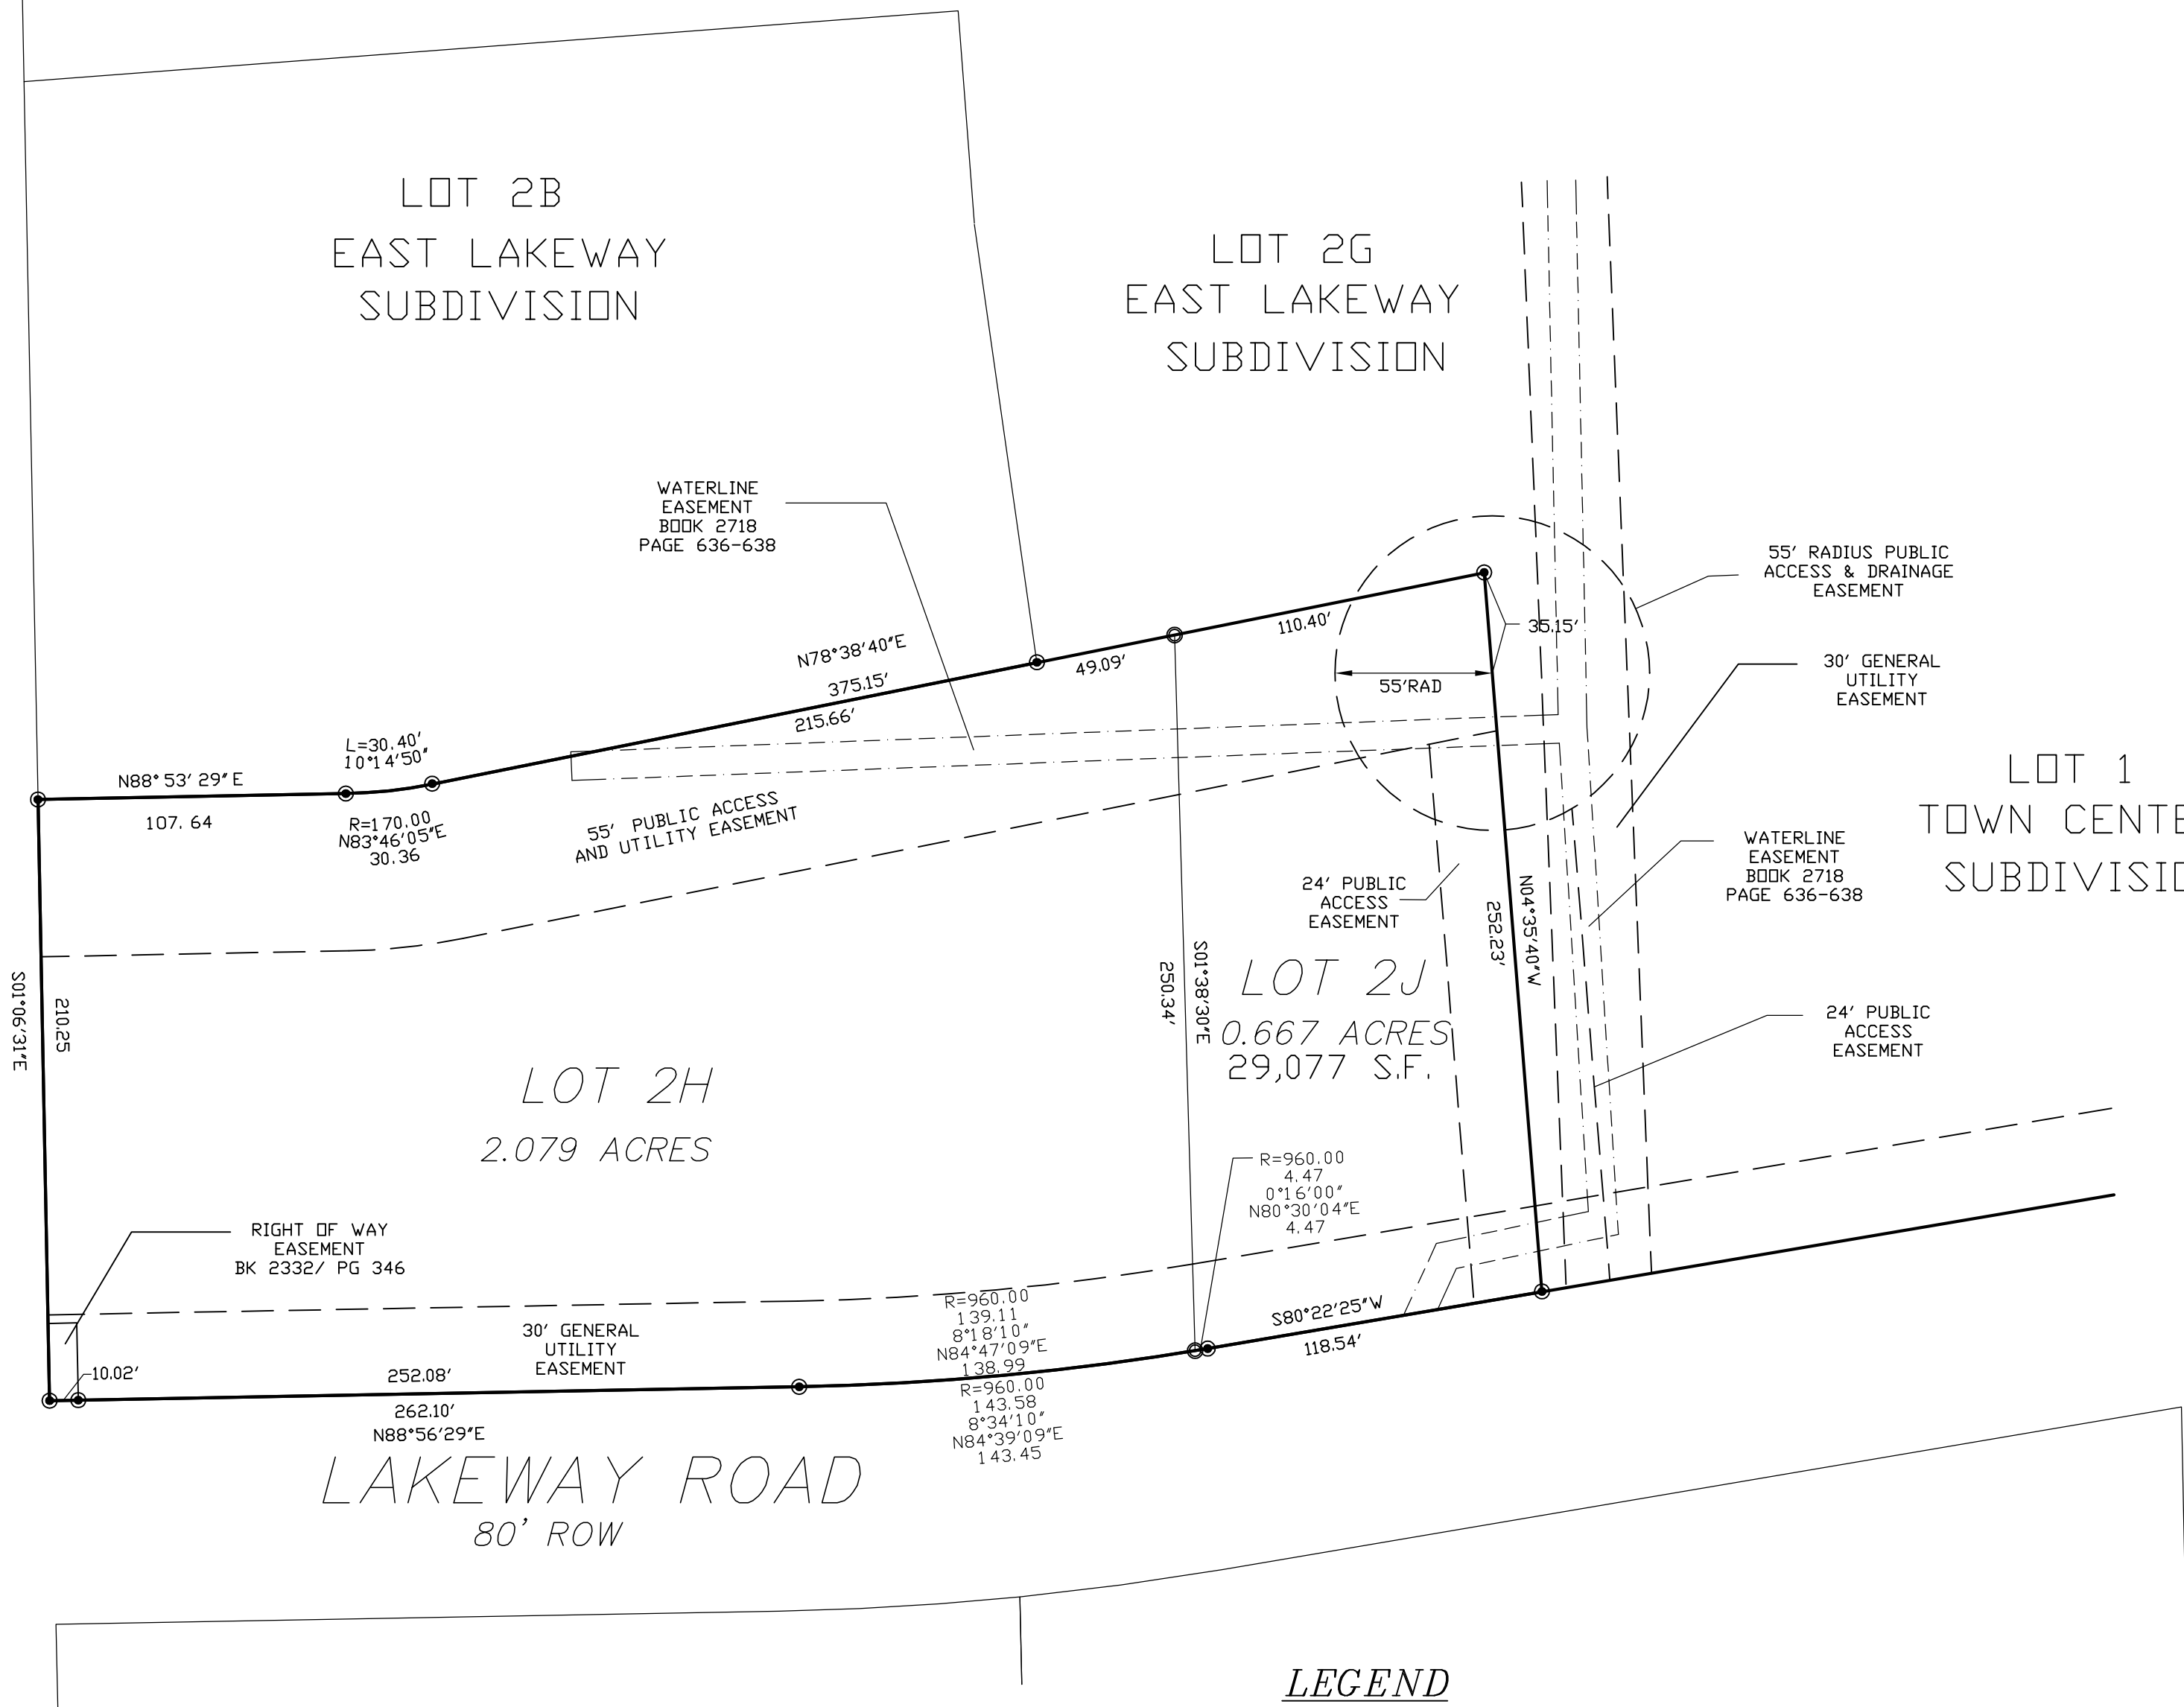 LOT 2B
EAST LAKEWAY
SUBDIVISION
LOT 2G
EAST LAKEWAY
SUBDIVISION
WATERLINE
EASEMENT
BOOK 2718
PAGE 636-638
55' RADIUS PUBLIC
ACCESS & DRAINAGE
EASEMENT
35.15'
110.40'
49.09'
N78°38'40"E
375.15'
215.66'
55'RAD
30' GENERAL
UTILITY
EASEMENT
L=30.40'
10°14'50"
N88° 53' 29" E
107. 64
R=170.00
N83°46'05"E
30.36
55' PUBLIC ACCESS
AND UTILITY EASEMENT
LOT 1
TOWN CENTE
SUBDIVISIO
WATERLINE
EASEMENT
BOOK 2718
PAGE 636-638
24' PUBLIC
ACCESS
EASEMENT
N04°35'40"W
252.23'
S01°06'31"E
210.25
S01°38'30"E
250.34'
LOT 2J
0.667 ACRES
29,077 S.F.
24' PUBLIC
ACCESS
EASEMENT
LOT 2H
2.079 ACRES
R=960.00
4.47
0°16'00"
N80°30'04"E
4.47
RIGHT OF WAY
EASEMENT
BK 2332/ PG 346
10.02'
30' GENERAL
UTILITY
EASEMENT
252.08'
262.10'
N88°56'29"E
R=960.00
139.11
8°18'10"
N84°47'09"E
138.99
R=960.00
143.58
8°34'10"
N84°39'09"E
143.45
S80°22'25"W
118.54'
LAKEWAY ROAD
80' ROW
LEGEND